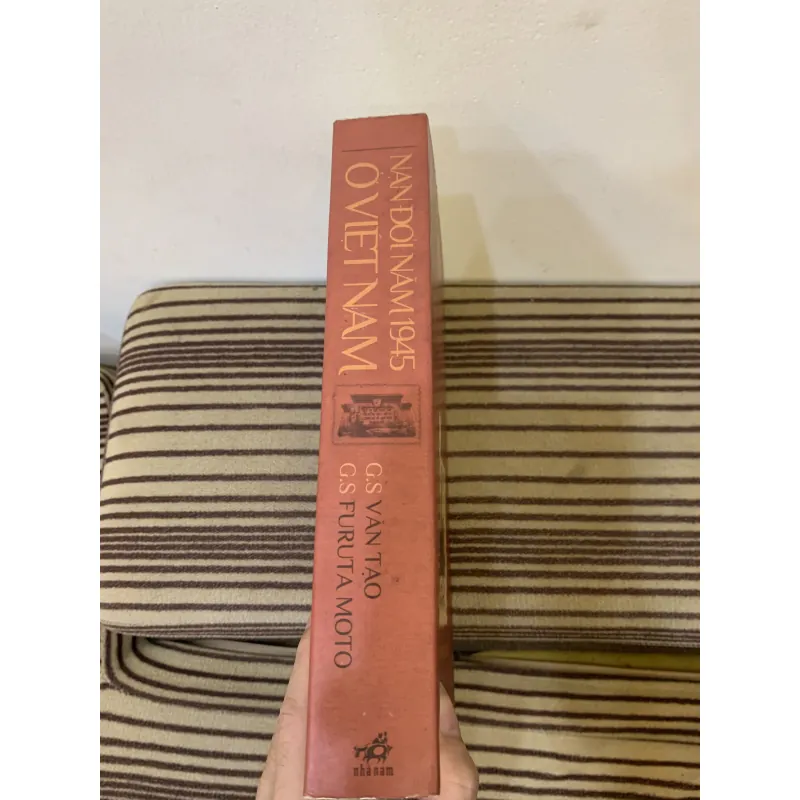 NẠN ĐÓI NĂM 1945
Ở VIỆT NAM
G.S VĂN TẠO
G.S FURUTA MOTO
nhã nam